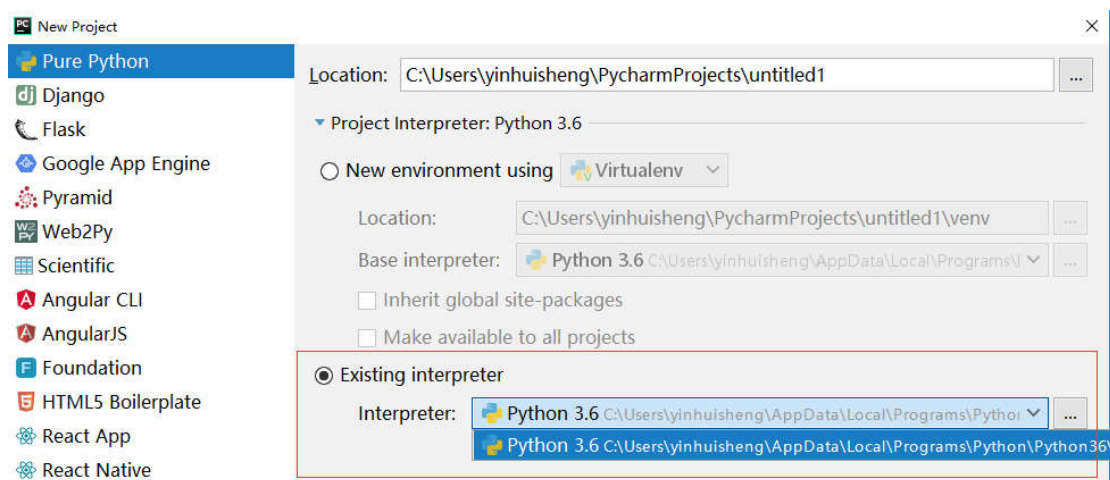 New Project
Pure Python
Django
Flask
Google App Engine
Pyramid
Web2Py
Scientific
Angular CLI
AngularJS
Foundation
HTML5 Boilerplate
React App
React Native
Location: C:\Users\yinhuisheng\PycharmProjects\untitled1 ...
Project Interpreter: Python 3.6
New environment using Virtualenv
Location: C:\Users\yinhuisheng\PycharmProjects\untitled1\venv ...
Base interpreter: Python 3.6 C:\Users\yinhuisheng\AppData\Local\Programs\ ...
Inherit global site-packages
Make available to all projects
Existing interpreter
Interpreter: Python 3.6 C:\Users\yinhuisheng\AppData\Local\Programs\Pytho ...
Python 3.6 C:\Users\yinhuisheng\AppData\Local\Programs\Python\Python36\